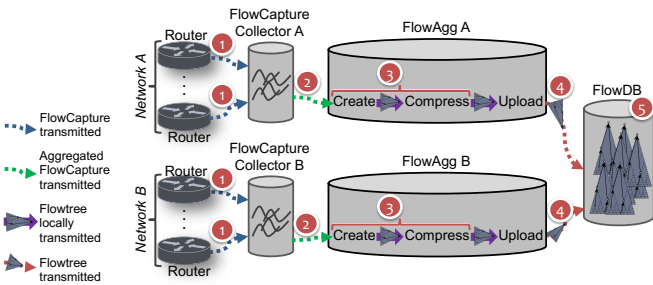 FlowCapture
Collector A
FlowAgg A
Router
1
Network A
1
Router
2
3
Create
Compress
Upload
4
FlowDB
5
FlowCapture
transmitted
Aggregated
FlowCapture
transmitted
Flowtree
locally
transmitted
Flowtree
transmitted
FlowCapture
Collector B
FlowAgg B
Router
1
Network B
1
Router
2
3
Create
Compress
Upload
4